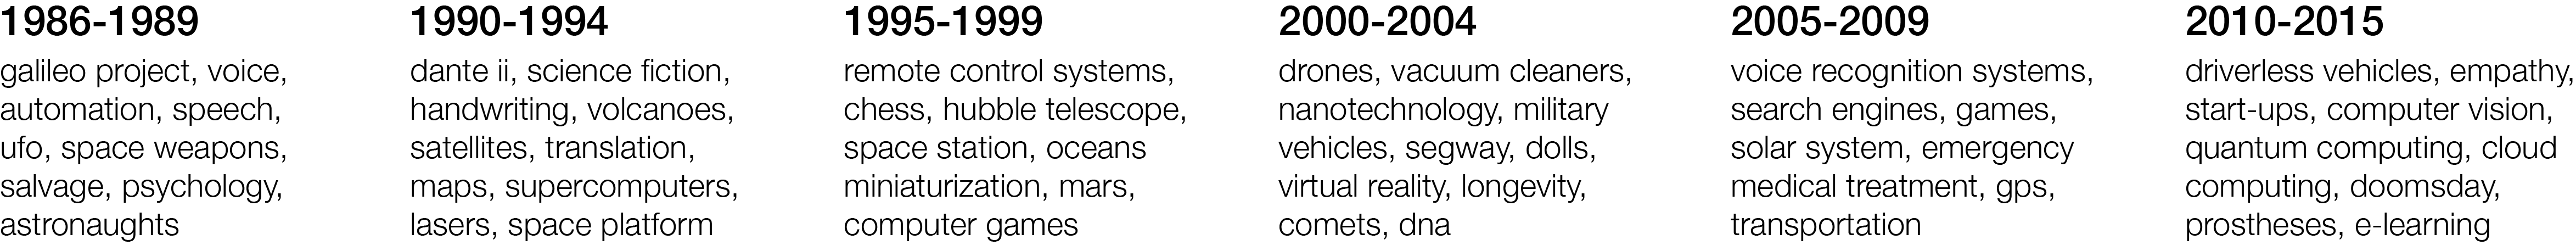 1986-1989
galileo project, voice,
automation, speech,
ufo, space weapons,
salvage, psychology,
astronaughts
1990-1994
dante ii, science fiction,
handwriting, volcanoes,
satellites, translation,
maps, supercomputers,
lasers, space platform
1995-1999
remote control systems,
chess, hubble telescope,
space station, oceans
miniaturization, mars,
computer games
2000-2004
drones, vacuum cleaners,
nanotechnology, military
vehicles, segway, dolls,
virtual reality, longevity,
comets, dna
2005-2009
voice recognition systems,
search engines, games,
solar system, emergency
medical treatment, gps,
transportation
2010-2015
driverless vehicles, empathy,
start-ups, computer vision,
quantum computing, cloud
computing, doomsday,
prostheses, e-learning